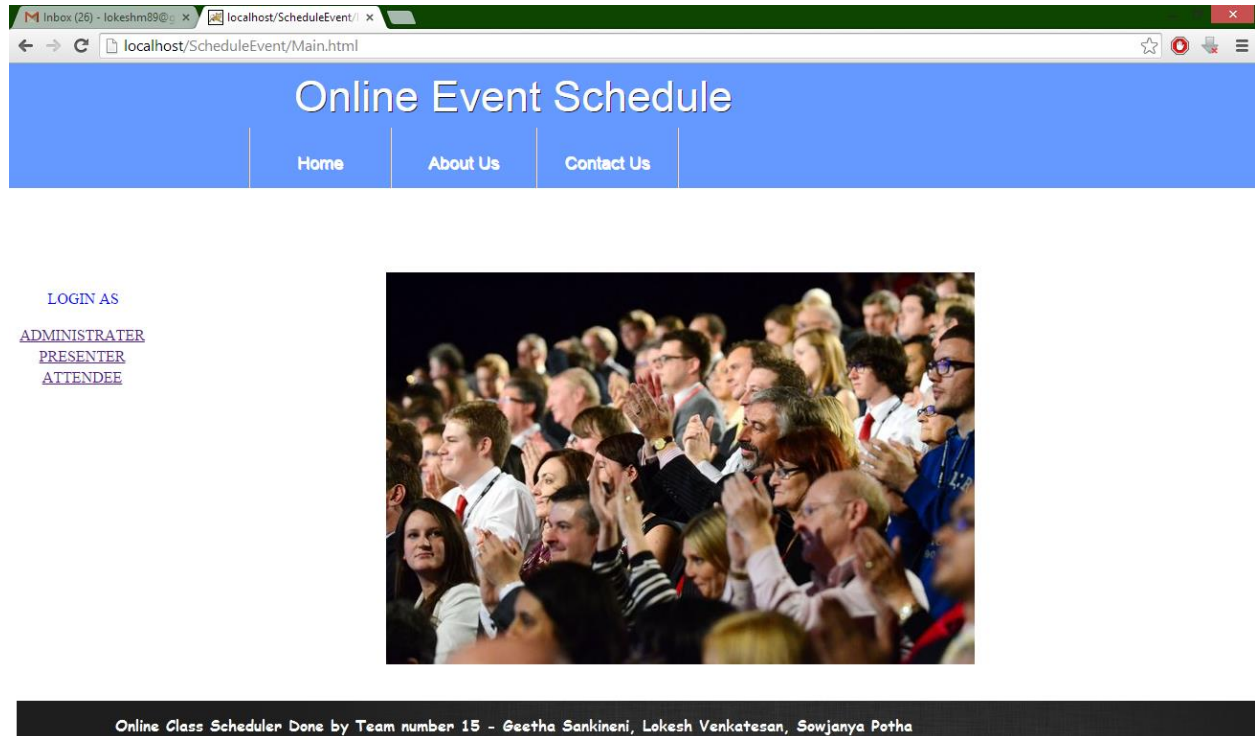 Inbox (26) - lokeshm89@g
localhost/ScheduleEvent/
localhost/ScheduleEvent/Main.html
Online Event Schedule
Home About Us Contact Us
LOGIN AS
ADMINISTRATER
PRESENTER
ATTENDEE
Online Class Scheduler Done by Team number 15 - Geetha Sankineni, Lokesh Venkatesan, Sowjanya Potha